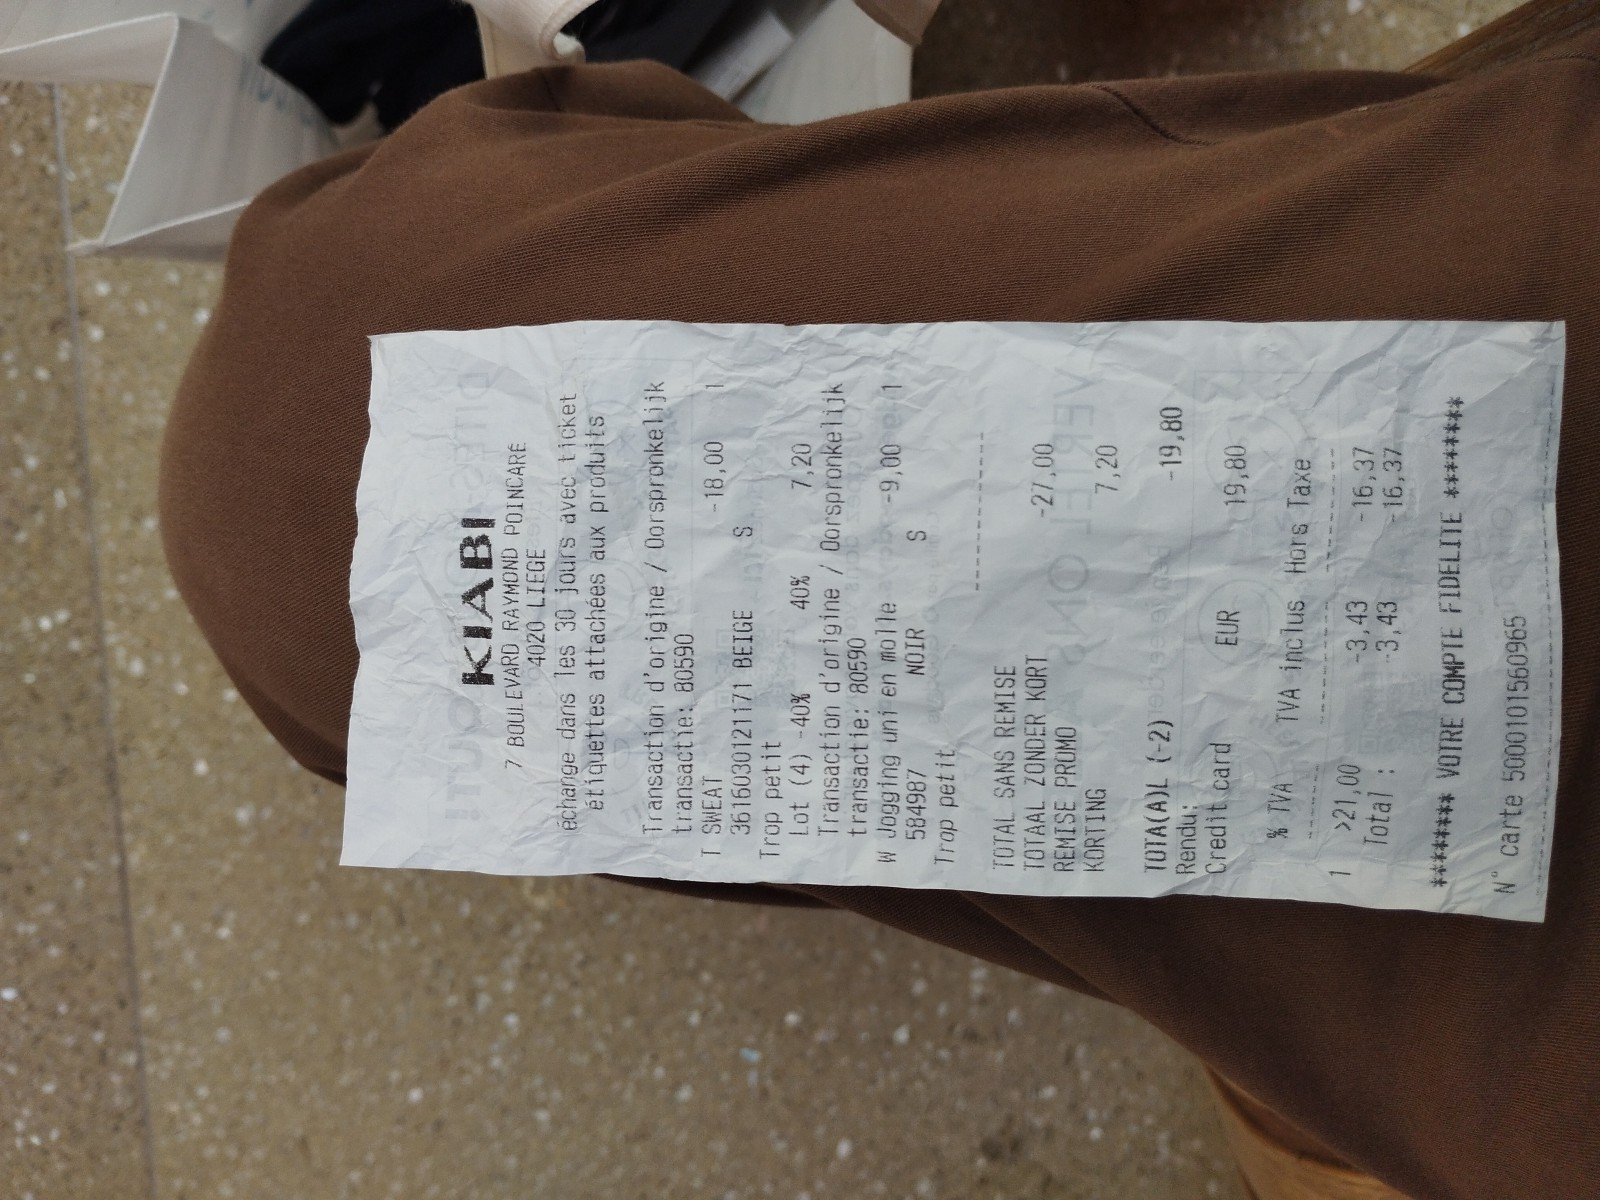 KIABI
7 BOULEVARD RAYMOND POINCARE
4020 LIEGE
échange dans les 30 jours avec ticket
étiquettes attachées aux produits
Transaction d'origine / Oorspronkelijk
transactie: 80590
T SWEAT -18,00 1
3616030121171 BEIGE S
Trop petit
Lot (4) -40% 40% 7,20
Transaction d'origine / Oorspronkelijk
transactie: 80590
W Jogging uni en molle -9,00 1
584987 NOIR S
Trop petit
TOTAL SANS REMISE
TOTAAL ZONDER KORT -27,00
REMISE PROMO
KORTING 7,20
TOTA(A)L (-2) -19,80
Rendu:
Credit card EUR -19,80
% TVA TVA inclus Hors Taxe
1 >21,00 -3,43 -16,37
Total : -3,43 -16,37
******* VOTRE COMPTE FIDELITE ********
N° carte 5000101560965